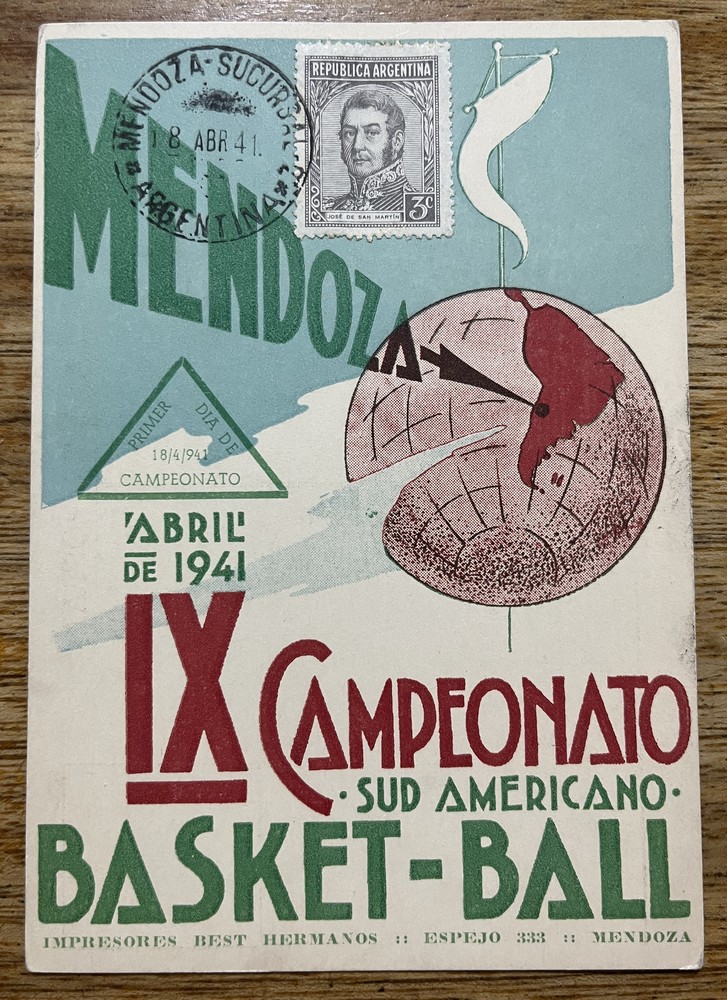 MENDOZA-SUCURSAL
18 ABR 41.
ARGENTINA
REPUBLICA ARGENTINA
JOSÉ DE SAN MARTÍN
3c
MENDOZA
PRIMER DIA DE
18/4/941
CAMPEONATO
ABRIL
DE 1941
IX CAMPEONATO
·SUD AMERICANO·
BASKET-BALL
IMPRESORES BEST HERMANOS :: ESPEJO 333 :: MENDOZA